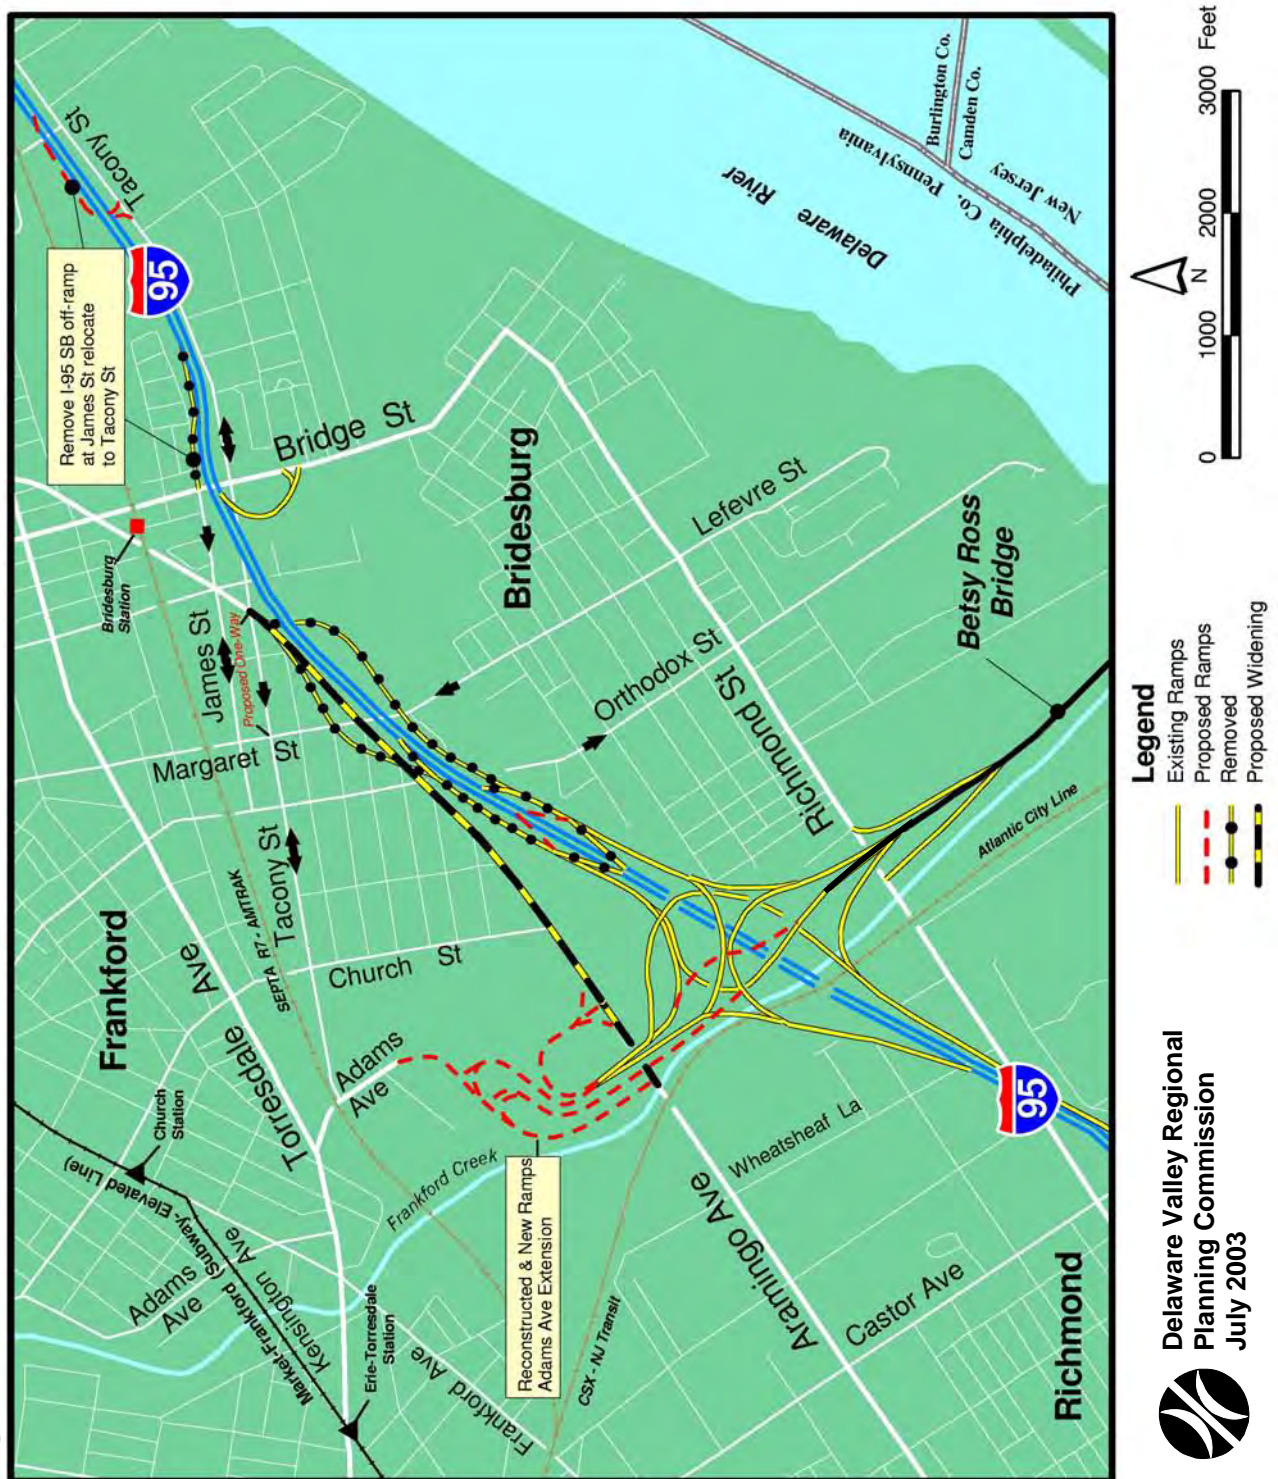 Frankford
Church
Station
Market-Frankford (Subway- Elevated Line)
Adams
Ave
Kensington Ave
Erie-Torresdale
Station
Frankford Ave
Torresdale
Ave
SEPTA R7 - AMTRAK
Tacony St
Adams
Ave
Church St
Frankford Creek
Reconstructed & New Ramps
Adams Ave Extension
CSX - NJ Transit
Bridesburg
Station
James St
Proposed One-Way
Margaret St
Remove I-95 SB off-ramp
at James St relocate
to Tacony St
Tacony St
95
Bridge St
Bridesburg
Lefevre St
Orthodox St
Richmond St
Aramingo Ave
Wheatsheaf La
Castor Ave
Richmond
95
Betsy Ross
Bridge
Atlantic City Line
Delaware River
Burlington Co.
Camden Co.
Philadelphia Co. Pennsylvania
New Jersey
Delaware Valley Regional
Planning Commission
July 2003
Legend
Existing Ramps
Proposed Ramps
Removed
Proposed Widening
N
0 1000 2000 3000 Feet